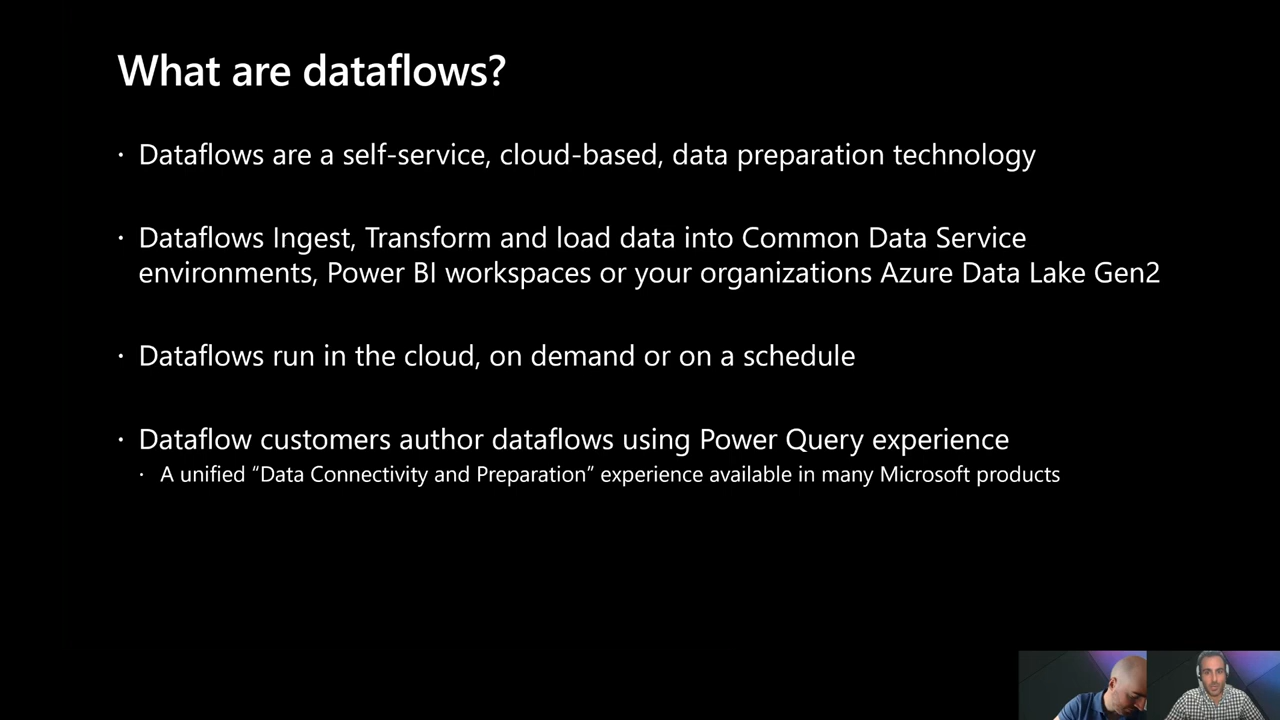 What are dataflows?
• Dataflows are a self-service, cloud-based, data preparation technology
• Dataflows Ingest, Transform and load data into Common Data Service
environments, Power BI workspaces or your organizations Azure Data Lake Gen2
• Dataflows run in the cloud, on demand or on a schedule
• Dataflow customers author dataflows using Power Query experience
• A unified “Data Connectivity and Preparation” experience available in many Microsoft products